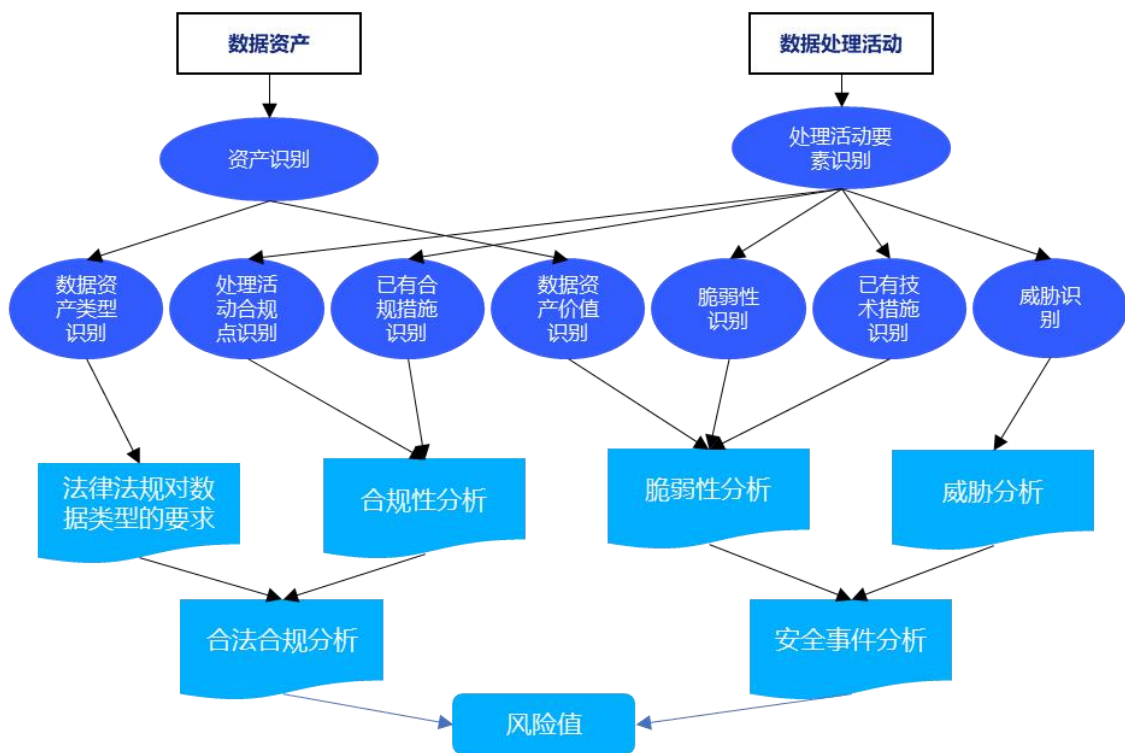 数据资产
数据处理活动
资产识别
处理活动要
素识别
数据资
产类型
识别
处理活
动合规
点识别
已有合
规措施
识别
数据资
产价值
识别
脆弱性
识别
已有技
术措施
识别
威胁识
别
法律法规对数
据类型的要求
合规性分析
脆弱性分析
威胁分析
合法合规分析
安全事件分析
风险值